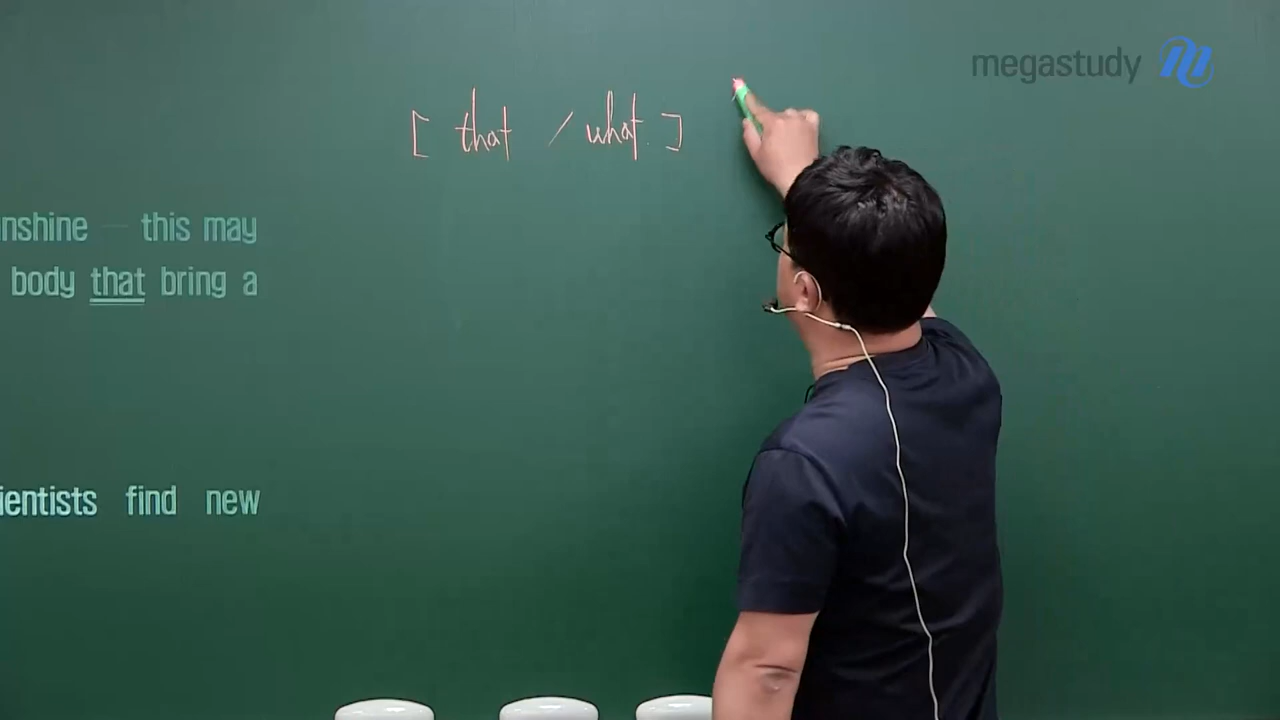 megastudy
[ that / what. ]
nshine — this may
body that bring a
ientists find new